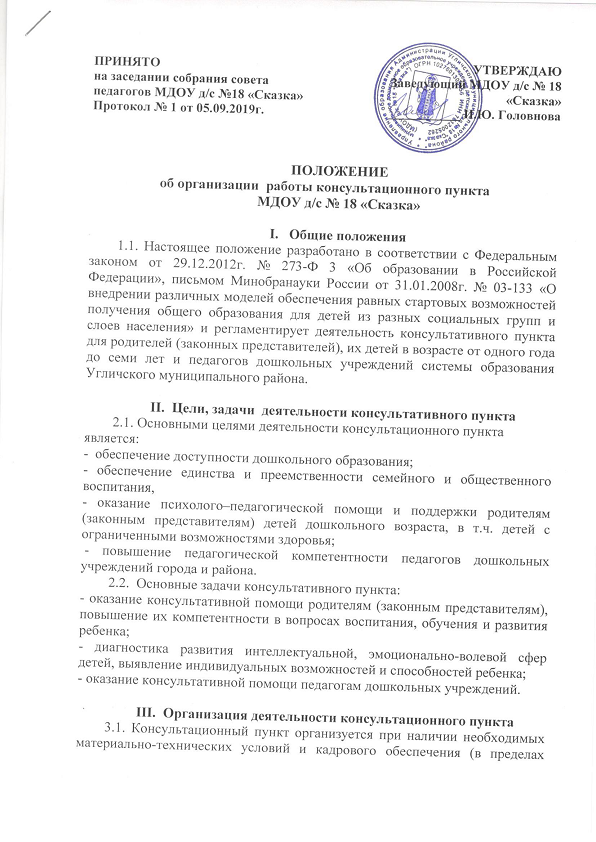 ПРИНЯТО
на заседании собрания совета
педагогов МДОУ д/с №18 «Сказка»
Протокол № 1 от 05.09.2019г.
УТВЕРЖДАЮ
Заведующий МДОУ д/с № 18
«Сказка»
И.Ю. Головнова
ПОЛОЖЕНИЕ
об организации работы консультационного пункта
МДОУ д/с № 18 «Сказка»
I. Общие положения
1.1. Настоящее положение разработано в соответствии с Федеральным
законом от 29.12.2012г. № 273-Ф 3 «Об образовании в Российской
Федерации», письмом Минобранауки России от 31.01.2008г. № 03-133 «О
внедрении различных моделей обеспечения равных стартовых возможностей
получения общего образования для детей из разных социальных групп и
слоев населения» и регламентирует деятельность консультативного пункта
для родителей (законных представителей), их детей в возрасте от одного года
до семи лет и педагогов дошкольных учреждений системы образования
Угличского муниципального района.
II. Цели, задачи деятельности консультативного пункта
2.1. Основными целями деятельности консультационного пункта
является:
- обеспечение доступности дошкольного образования;
- обеспечение единства и преемственности семейного и общественного
воспитания,
- оказание психолого–педагогической помощи и поддержки родителям
(законным представителям) детей дошкольного возраста, в т.ч. детей с
ограниченными возможностями здоровья;
- повышение педагогической компетентности педагогов дошкольных
учреждений города и района.
2.2. Основные задачи консультативного пункта:
- оказание консультативной помощи родителям (законным представителям),
повышение их компетентности в вопросах воспитания, обучения и развития
ребенка;
- диагностика развития интеллектуальной, эмоционально-волевой сфер
детей, выявление индивидуальных возможностей и способностей ребенка;
- оказание консультативной помощи педагогам дошкольных учреждений.
III. Организация деятельности консультационного пункта
3.1. Консультационный пункт организуется при наличии необходимых
материально-технических условий и кадрового обеспечения (в пределах